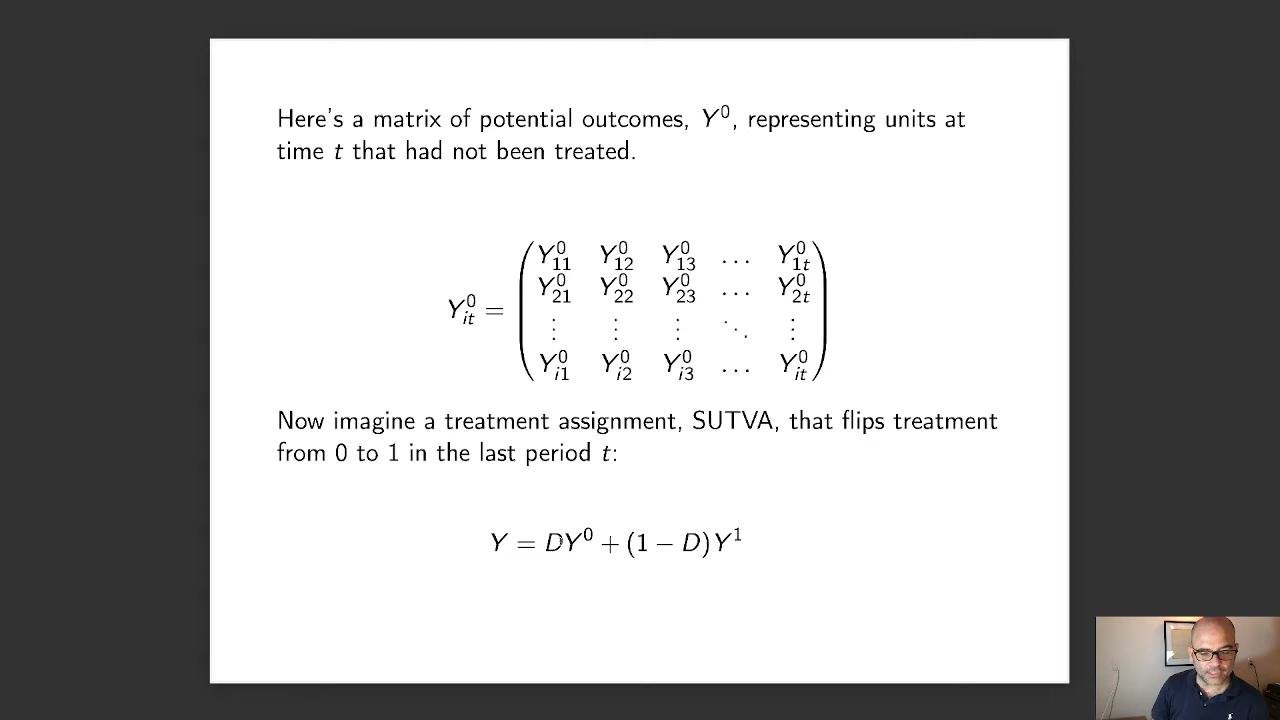 Here's a matrix of potential outcomes, Y⁰, representing units at
time t that had not been treated.
Y⁰₁₁ Y⁰₁₂ Y⁰₁₃ … Y⁰₁ₜ
Y⁰₂₁ Y⁰₂₂ Y⁰₂₃ … Y⁰₂ₜ
Y⁰ᵢₜ = ⋮ ⋮ ⋮ ⋱ ⋮
Y⁰ᵢ₁ Y⁰ᵢ₂ Y⁰ᵢ₃ … Y⁰ᵢₜ
Now imagine a treatment assignment, SUTVA, that flips treatment
from 0 to 1 in the last period t:
Y = DY⁰ + (1 − D)Y¹